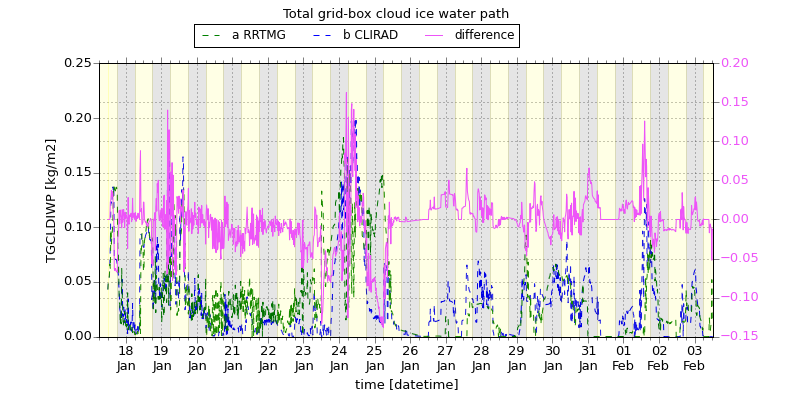 Total grid-box cloud ice water path
a RRTMG b CLIRAD difference
0.25 0.20
0.20 0.15
0.15 0.10
0.10 0.05
0.05 0.00
0.00 −0.05
−0.10
−0.15
TGCLDIWP [kg/m2]
18 19 20 21 22 23 24 25 26 27 28 29 30 31 01 02 03
Jan Jan Jan Jan Jan Jan Jan Jan Jan Jan Jan Jan Jan Jan Feb Feb Feb
time [datetime]